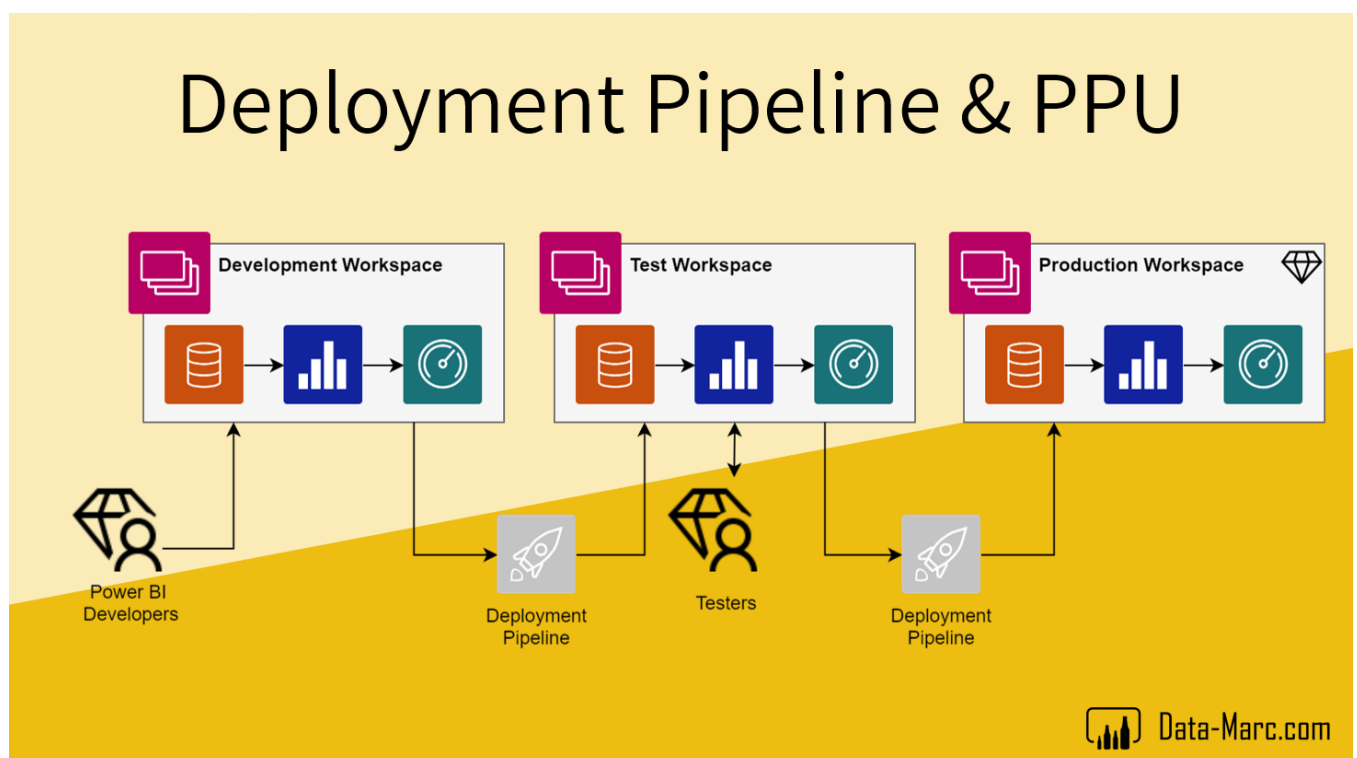 Deployment Pipeline & PPU
Development Workspace
Test Workspace
Production Workspace
Power BI
Developers
Deployment
Pipeline
Testers
Deployment
Pipeline
Data-Marc.com